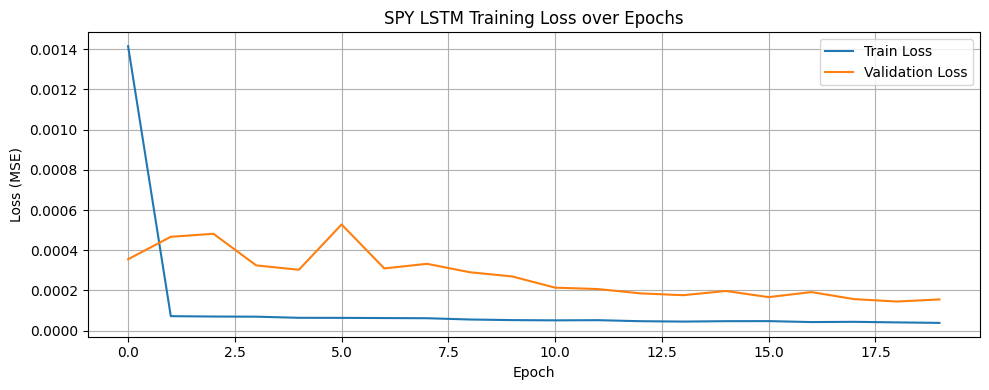 SPY LSTM Training Loss over Epochs
Train Loss
Validation Loss
Loss (MSE)
0.0014
0.0012
0.0010
0.0008
0.0006
0.0004
0.0002
0.0000
0.0 2.5 5.0 7.5 10.0 12.5 15.0 17.5
Epoch